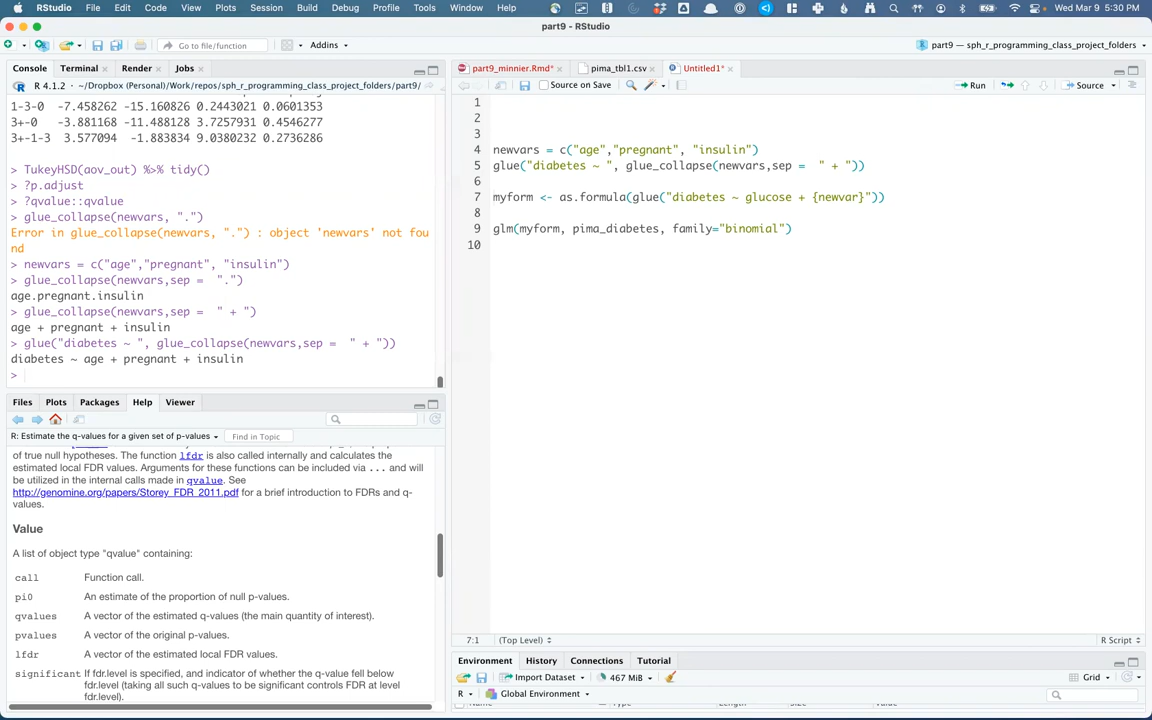 RStudio File Edit Code View Plots Session Build Debug Profile Tools Window Help Wed Mar 9 5:30 PM
part9 - RStudio
Go to file/function Addins part9 — sph_r_programming_class_project_folders
Console Terminal Render Jobs
R 4.1.2 · ~/Dropbox (Personal)/Work/repos/sph_r_programming_class_project_folders/part9/
1-3-0 -7.458262 -15.160826 0.2443021 0.0601353
3+-0 -3.881168 -11.488128 3.7257931 0.4546277
3+-1-3 3.577094 -1.883834 9.0380232 0.2736286
> TukeyHSD(aov_out) %>% tidy()
> ?p.adjust
> ?qvalue::qvalue
> glue_collapse(newvars, ".")
Error in glue_collapse(newvars, ".") : object 'newvars' not fou
nd
> newvars = c("age","pregnant", "insulin")
> glue_collapse(newvars,sep =  ".")
age.pregnant.insulin
> glue_collapse(newvars,sep =  " + ")
age + pregnant + insulin
> glue("diabetes ~ ", glue_collapse(newvars,sep =  " + "))
diabetes ~ age + pregnant + insulin
>
Files Plots Packages Help Viewer
R: Estimate the q-values for a given set of p-values Find in Topic
of true null hypotheses. The function lfdr is also called internally and calculates the
estimated local FDR values. Arguments for these functions can be included via ... and will
be utilized in the internal calls made in qvalue. See
http://genomine.org/papers/Storey_FDR_2011.pdf for a brief introduction to FDRs and q-
values.
Value
A list of object type "qvalue" containing:
call Function call.
pi0 An estimate of the proportion of null p-values.
qvalues A vector of the estimated q-values (the main quantity of interest).
pvalues A vector of the original p-values.
lfdr A vector of the estimated local FDR values.
significant If fdr.level is specified, and indicator of whether the q-value fell below
fdr.level (taking all such q-values to be significant controls FDR at level
fdr.level).
part9_minnier.Rmd* pima_tbl1.csv Untitled1*
Source on Save Run Source
1
2
3
4 newvars = c("age","pregnant", "insulin")
5 glue("diabetes ~ ", glue_collapse(newvars,sep =  " + "))
6
7 myform <- as.formula(glue("diabetes ~ glucose + {newvar}"))
8
9 glm(myform, pima_diabetes, family="binomial")
10
7:1 (Top Level) R Script
Environment History Connections Tutorial
Import Dataset 467 MiB Grid
R Global Environment